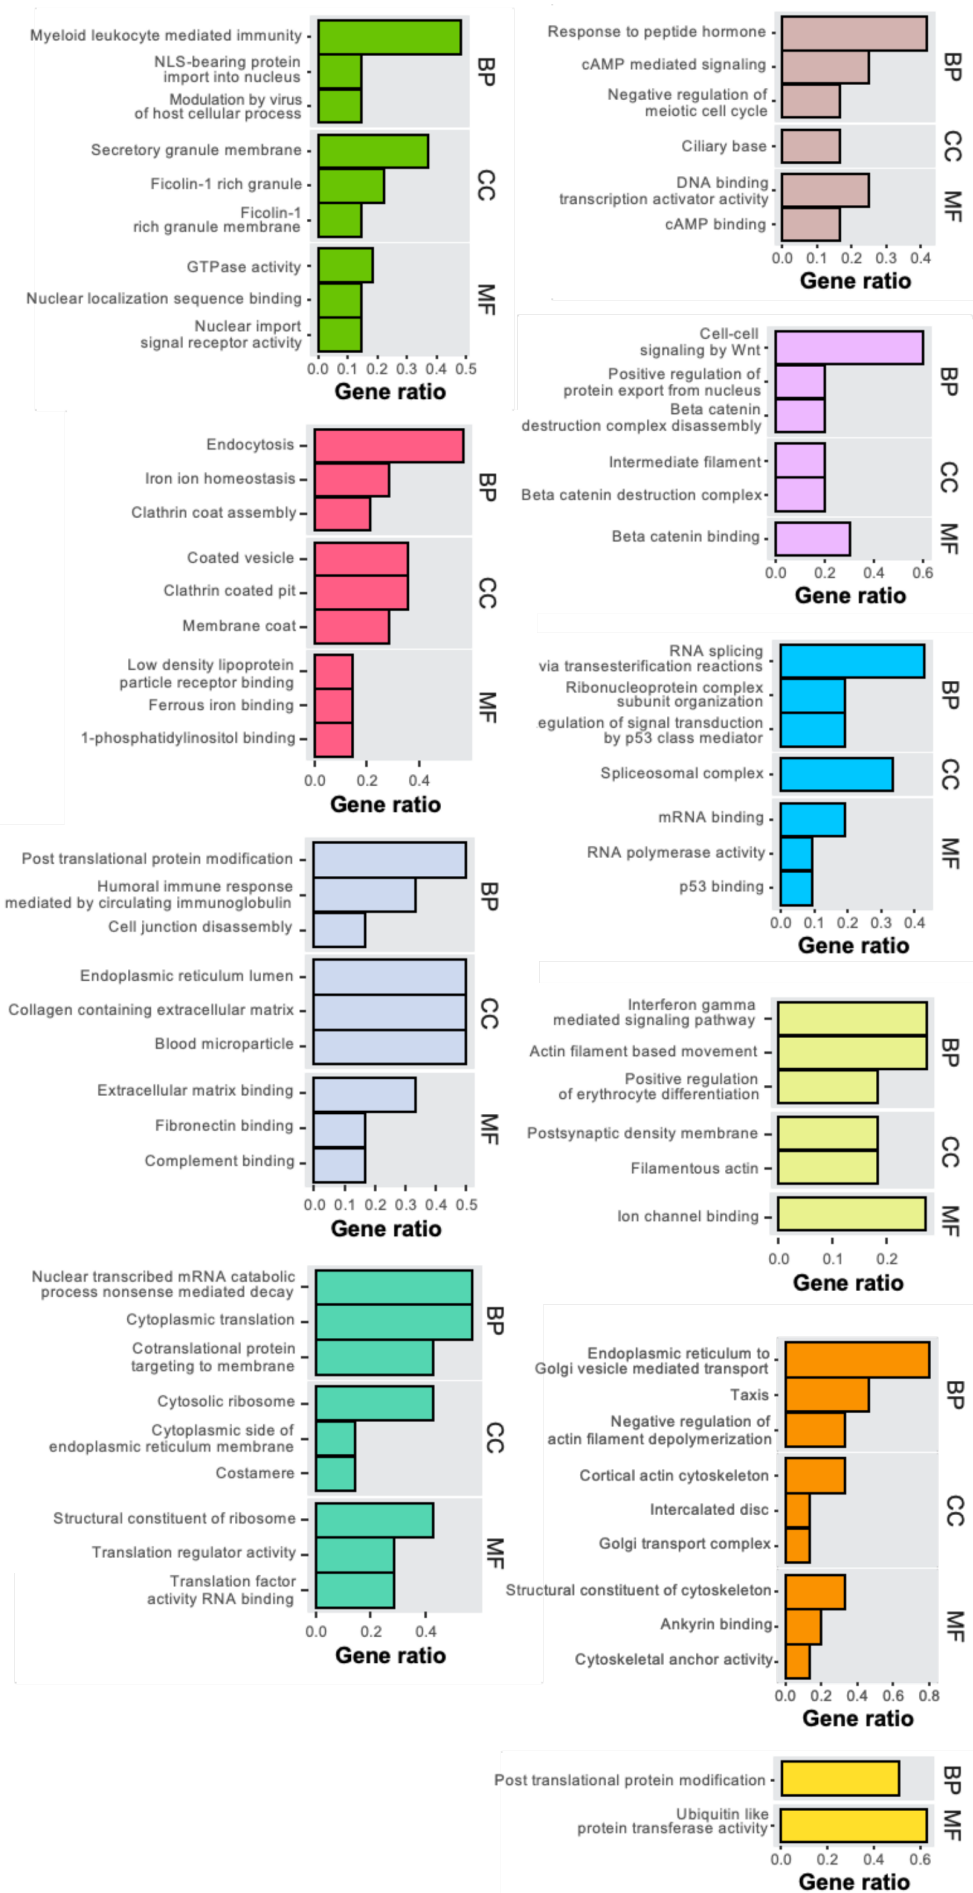 Myeloid leukocyte mediated immunity
NLS-bearing protein
import into nucleus
Modulation by virus
of host cellular process
BP
Secretory granule membrane
Ficolin-1 rich granule
Ficolin-1
rich granule membrane
CC
GTPase activity
Nuclear localization sequence binding
Nuclear import
signal receptor activity
MF
0.0 0.1 0.2 0.3 0.4 0.5
Gene ratio
Endocytosis
Iron ion homeostasis
Clathrin coat assembly
BP
Coated vesicle
Clathrin coated pit
Membrane coat
CC
Low density lipoprotein
particle receptor binding
Ferrous iron binding
1-phosphatidylinositol binding
MF
0.0 0.2 0.4
Gene ratio
Post translational protein modification
Humoral immune response
mediated by circulating immunoglobulin
Cell junction disassembly
BP
Endoplasmic reticulum lumen
Collagen containing extracellular matrix
Blood microparticle
CC
Extracellular matrix binding
Fibronectin binding
Complement binding
MF
0.0 0.1 0.2 0.3 0.4 0.5
Gene ratio
Nuclear transcribed mRNA catabolic
process nonsense mediated decay
Cytoplasmic translation
Cotranslational protein
targeting to membrane
BP
Cytosolic ribosome
Cytoplasmic side of
endoplasmic reticulum membrane
Costamere
CC
Structural constituent of ribosome
Translation regulator activity
Translation factor
activity RNA binding
MF
0.0 0.2 0.4
Gene ratio
Response to peptide hormone
cAMP mediated signaling
Negative regulation of
meiotic cell cycle
BP
Ciliary base
CC
DNA binding
transcription activator activity
cAMP binding
MF
0.0 0.1 0.2 0.3 0.4
Gene ratio
Cell-cell
signaling by Wnt
Positive regulation of
protein export from nucleus
Beta catenin
destruction complex disassembly
BP
Intermediate filament
Beta catenin destruction complex
CC
Beta catenin binding
MF
0.0 0.2 0.4 0.6
Gene ratio
RNA splicing
via transesterification reactions
Ribonucleoprotein complex
subunit organization
egulation of signal transduction
by p53 class mediator
BP
Spliceosomal complex
CC
mRNA binding
RNA polymerase activity
p53 binding
MF
0.0 0.1 0.2 0.3 0.4
Gene ratio
Interferon gamma
mediated signaling pathway
Actin filament based movement
Positive regulation
of erythrocyte differentiation
BP
Postsynaptic density membrane
Filamentous actin
CC
Ion channel binding
MF
0.0 0.1 0.2
Gene ratio
Endoplasmic reticulum to
Golgi vesicle mediated transport
Taxis
Negative regulation of
actin filament depolymerization
BP
Cortical actin cytoskeleton
Intercalated disc
Golgi transport complex
CC
Structural constituent of cytoskeleton
Ankyrin binding
Cytoskeletal anchor activity
MF
0.0 0.2 0.4 0.6 0.8
Gene ratio
Post translational protein modification
BP
Ubiquitin like
protein transferase activity
MF
0.0 0.2 0.4 0.6
Gene ratio